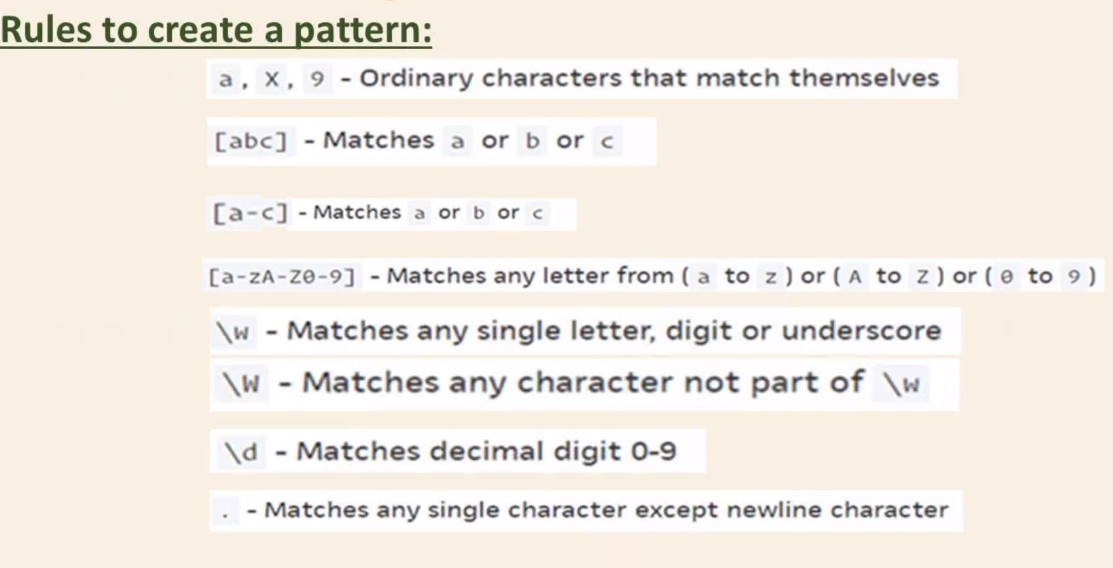 Rules to create a pattern:
a, X, 9 - Ordinary characters that match themselves
[abc] - Matches a or b or c
[a-c] - Matches a or b or c
[a-zA-Z0-9] - Matches any letter from ( a to z ) or ( A to Z ) or ( 0 to 9 )
\w - Matches any single letter, digit or underscore
\W - Matches any character not part of \w
\d - Matches decimal digit 0-9
. - Matches any single character except newline character